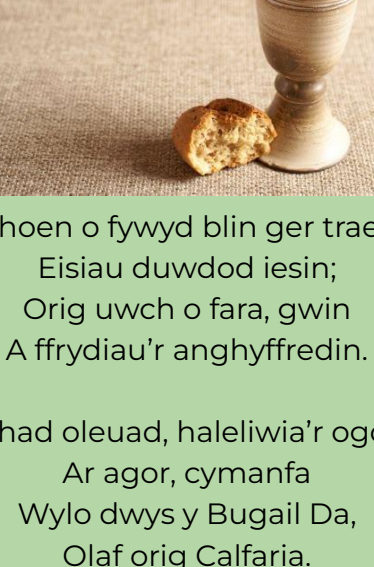 o fywyd blin ger
Eisiau duwdod iesin;
Orig uwch o fara, gwin
A ffrydiau’r anghyffredin.

oleuad, haleliwia’r
Ar agor, cymanfa
Wylo dwys y Bugail Da,
Olaf orig Calfaria.